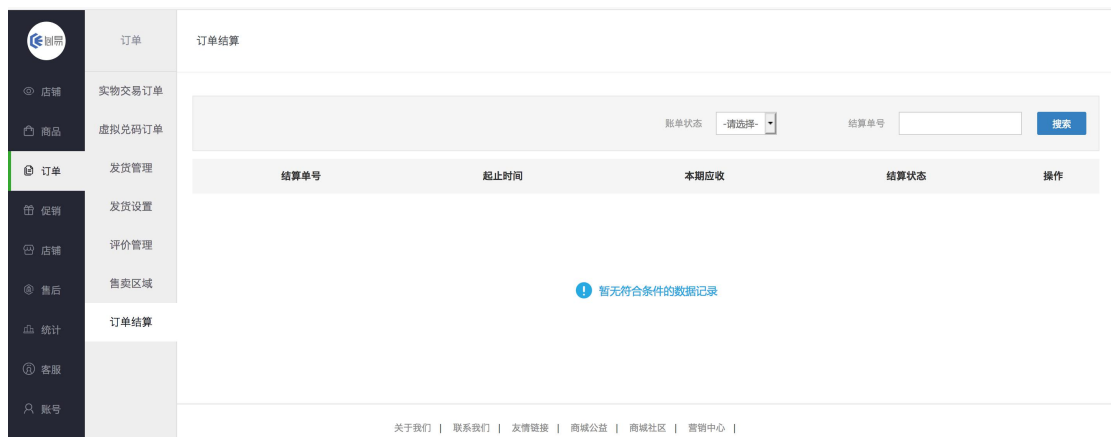 创易
订单
订单结算
店铺
商品
订单
促销
店铺
售后
统计
客服
账号
实物交易订单
虚拟兑码订单
发货管理
发货设置
评价管理
售卖区域
订单结算
账单状态 -请选择- 结算单号 搜索
结算单号 起止时间 本期应收 结算状态 操作
暂无符合条件的数据记录
关于我们 | 联系我们 | 友情链接 | 商城公益 | 商城社区 | 营销中心 |